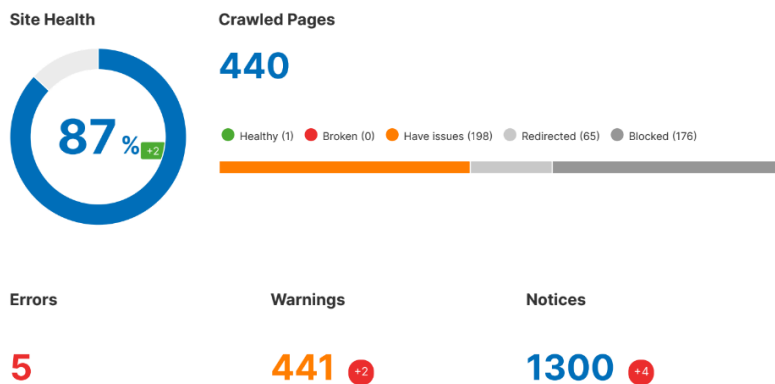 Site Health
Crawled Pages
440
87 % +2
Healthy (1) Broken (0) Have issues (198) Redirected (65) Blocked (176)
Errors
Warnings
Notices
5
441 +2
1300 +4